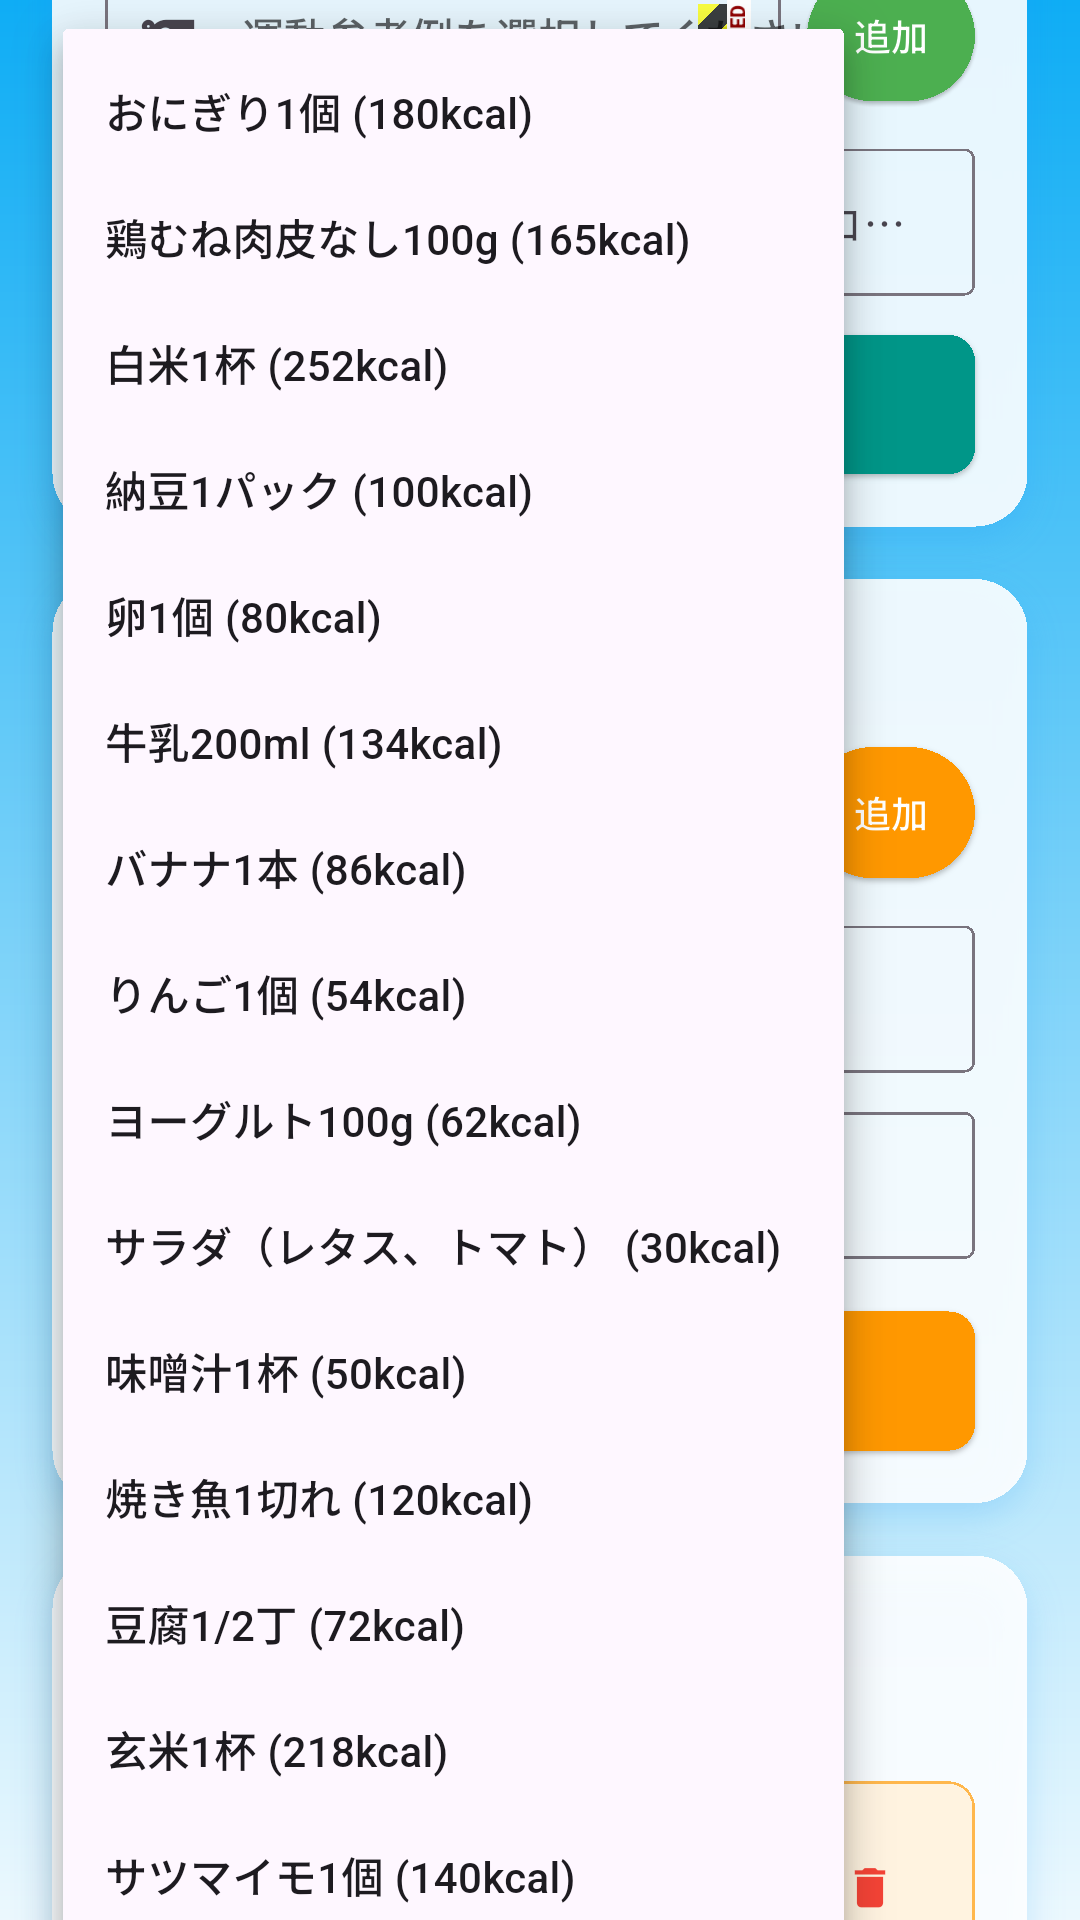 追加
おにぎり1個 (180kcal)
鶏むね肉皮なし100g (165kcal)
白米1杯 (252kcal)
納豆1パック (100kcal)
卵1個 (80kcal)
牛乳200ml (134kcal)
追加
バナナ1本 (86kcal)
りんご1個 (54kcal)
ヨーグルト100g (62kcal)
サラダ（レタス、トマト） (30kcal)
味噌汁1杯 (50kcal)
焼き魚1切れ (120kcal)
豆腐1/2丁 (72kcal)
玄米1杯 (218kcal)
サツマイモ1個 (140kcal)